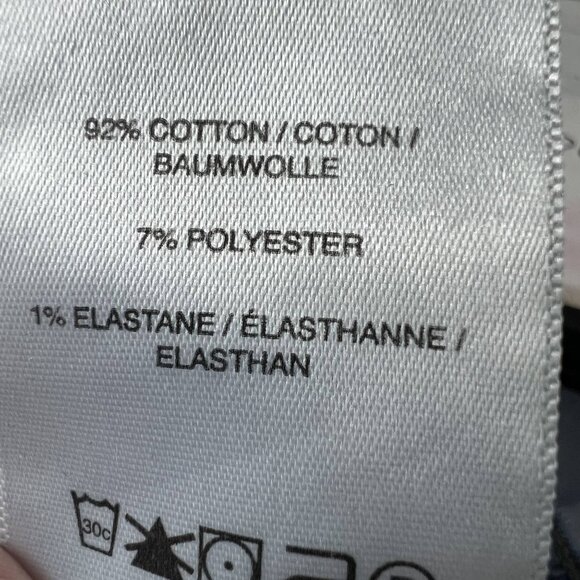 92% COTTON / COTON /
BAUMWOLLE
7% POLYESTER
1% ELASTANE / ÉLASTHANNE /
ELASTHAN
30c